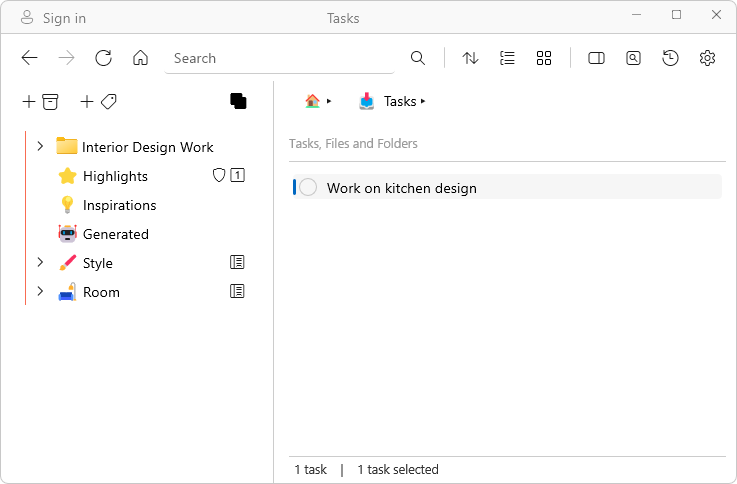 Sign in
Tasks
Search
Tasks
Interior Design Work
Highlights
1
Inspirations
Generated
Style
Room
Tasks, Files and Folders
Work on kitchen design
1 task | 1 task selected